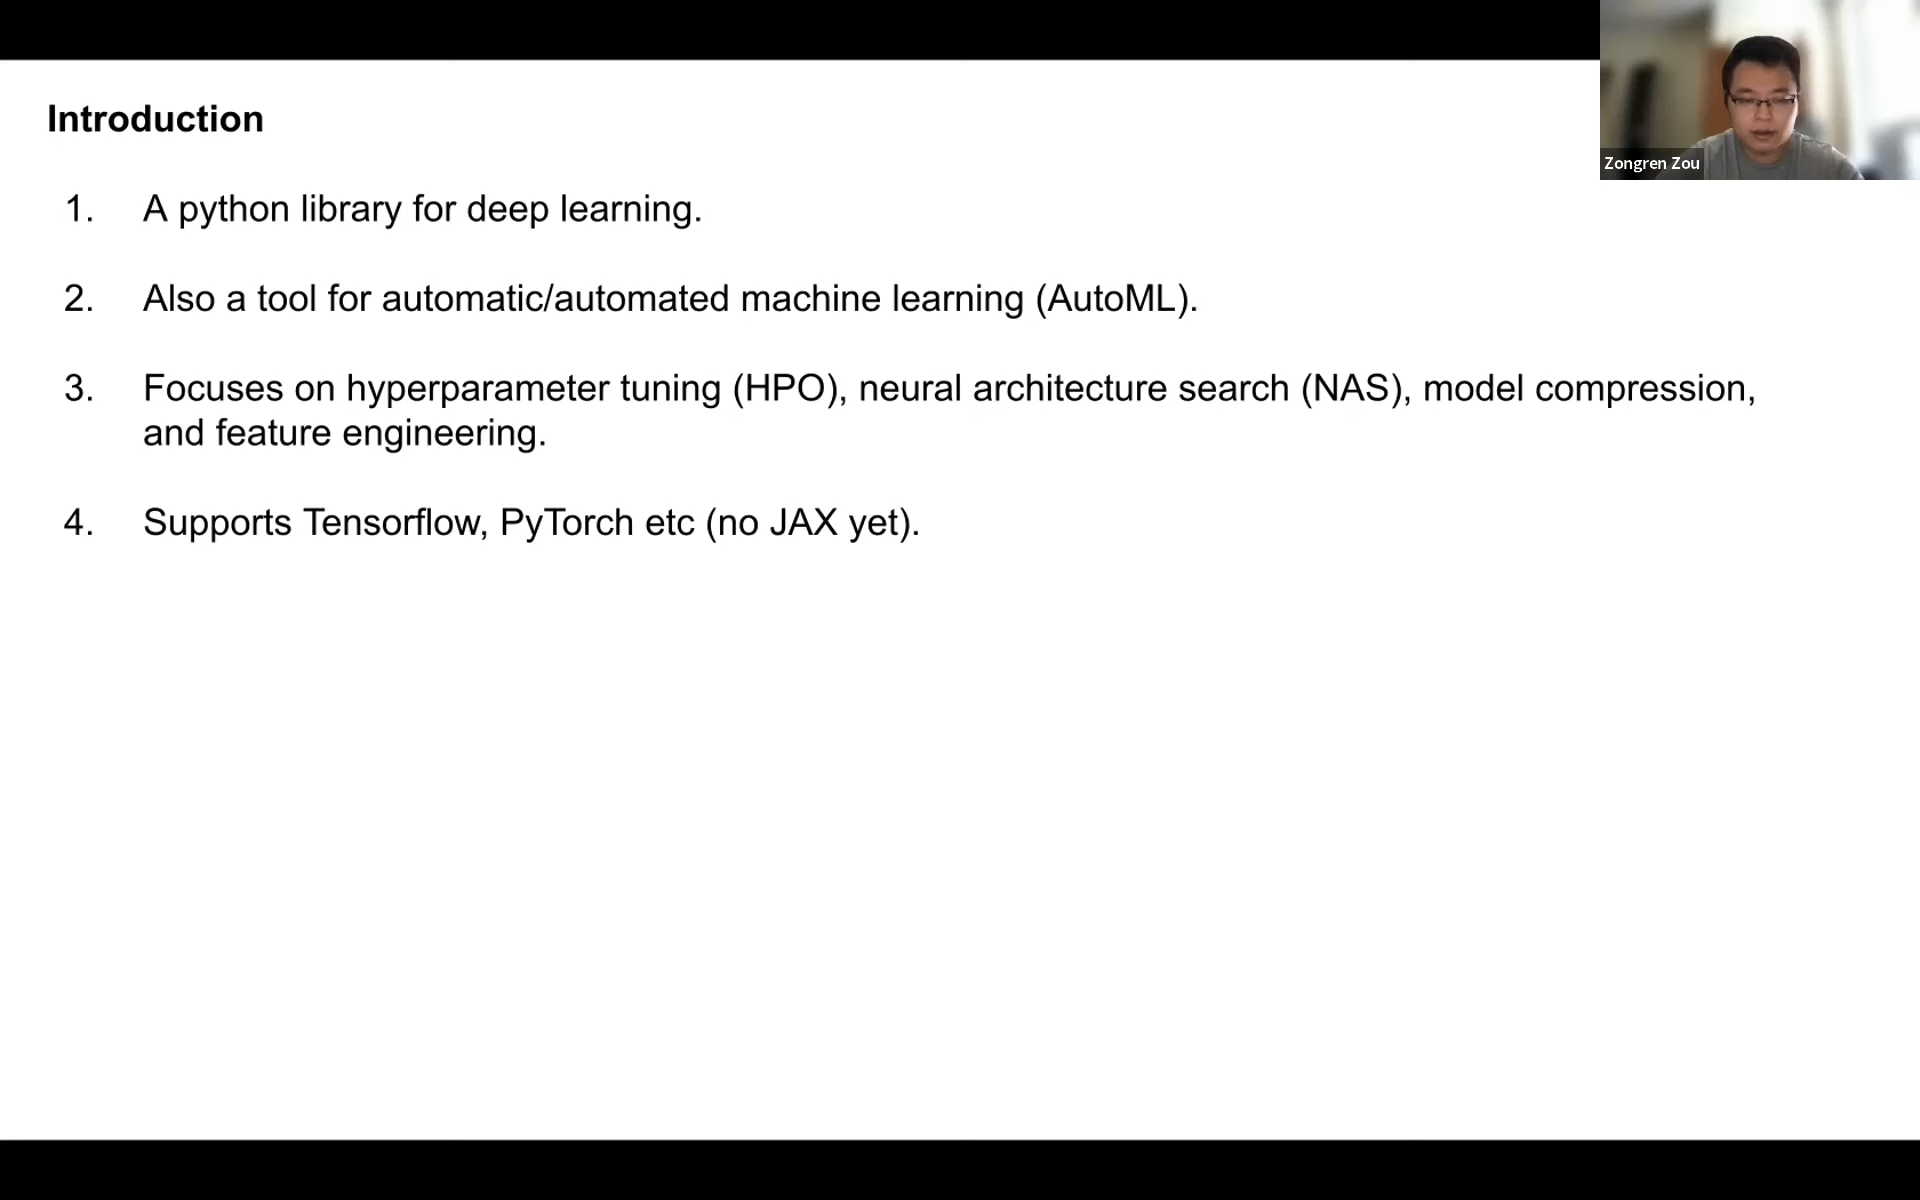 Introduction
Zongren Zou
1. A python library for deep learning.
2. Also a tool for automatic/automated machine learning (AutoML).
3. Focuses on hyperparameter tuning (HPO), neural architecture search (NAS), model compression,
and feature engineering.
4. Supports Tensorflow, PyTorch etc (no JAX yet).